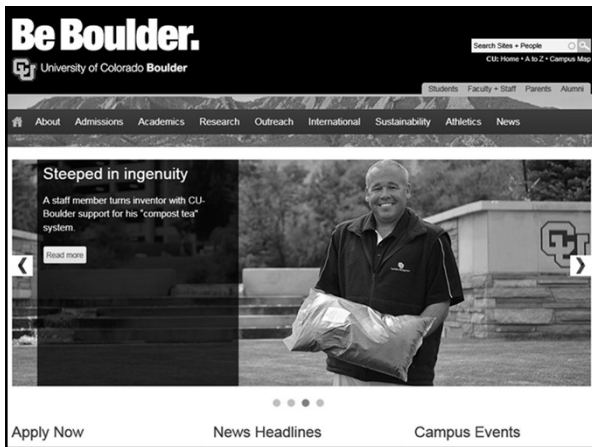 Be Boulder.
Search Sites + People
CU
University of Colorado Boulder
CU: Home • A to Z • Campus Map
Students Faculty + Staff Parents Alumni
About Admissions Academics Research Outreach International Sustainability Athletics News
Steeped in ingenuity
A staff member turns inventor with CU-
Boulder support for his "compost tea"
system.
Read more
CU
Apply Now News Headlines Campus Events